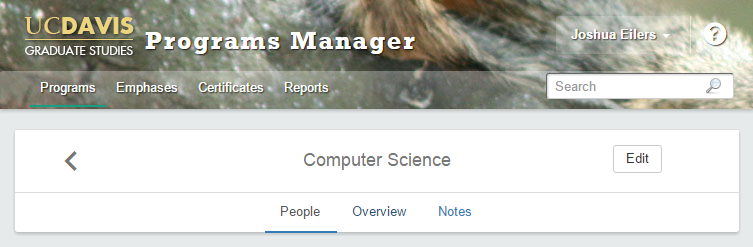 UCDAVIS
GRADUATE STUDIES
Programs Manager
Joshua Eilers
?
Programs Emphases Certificates Reports
Search
Computer Science
Edit
People Overview Notes